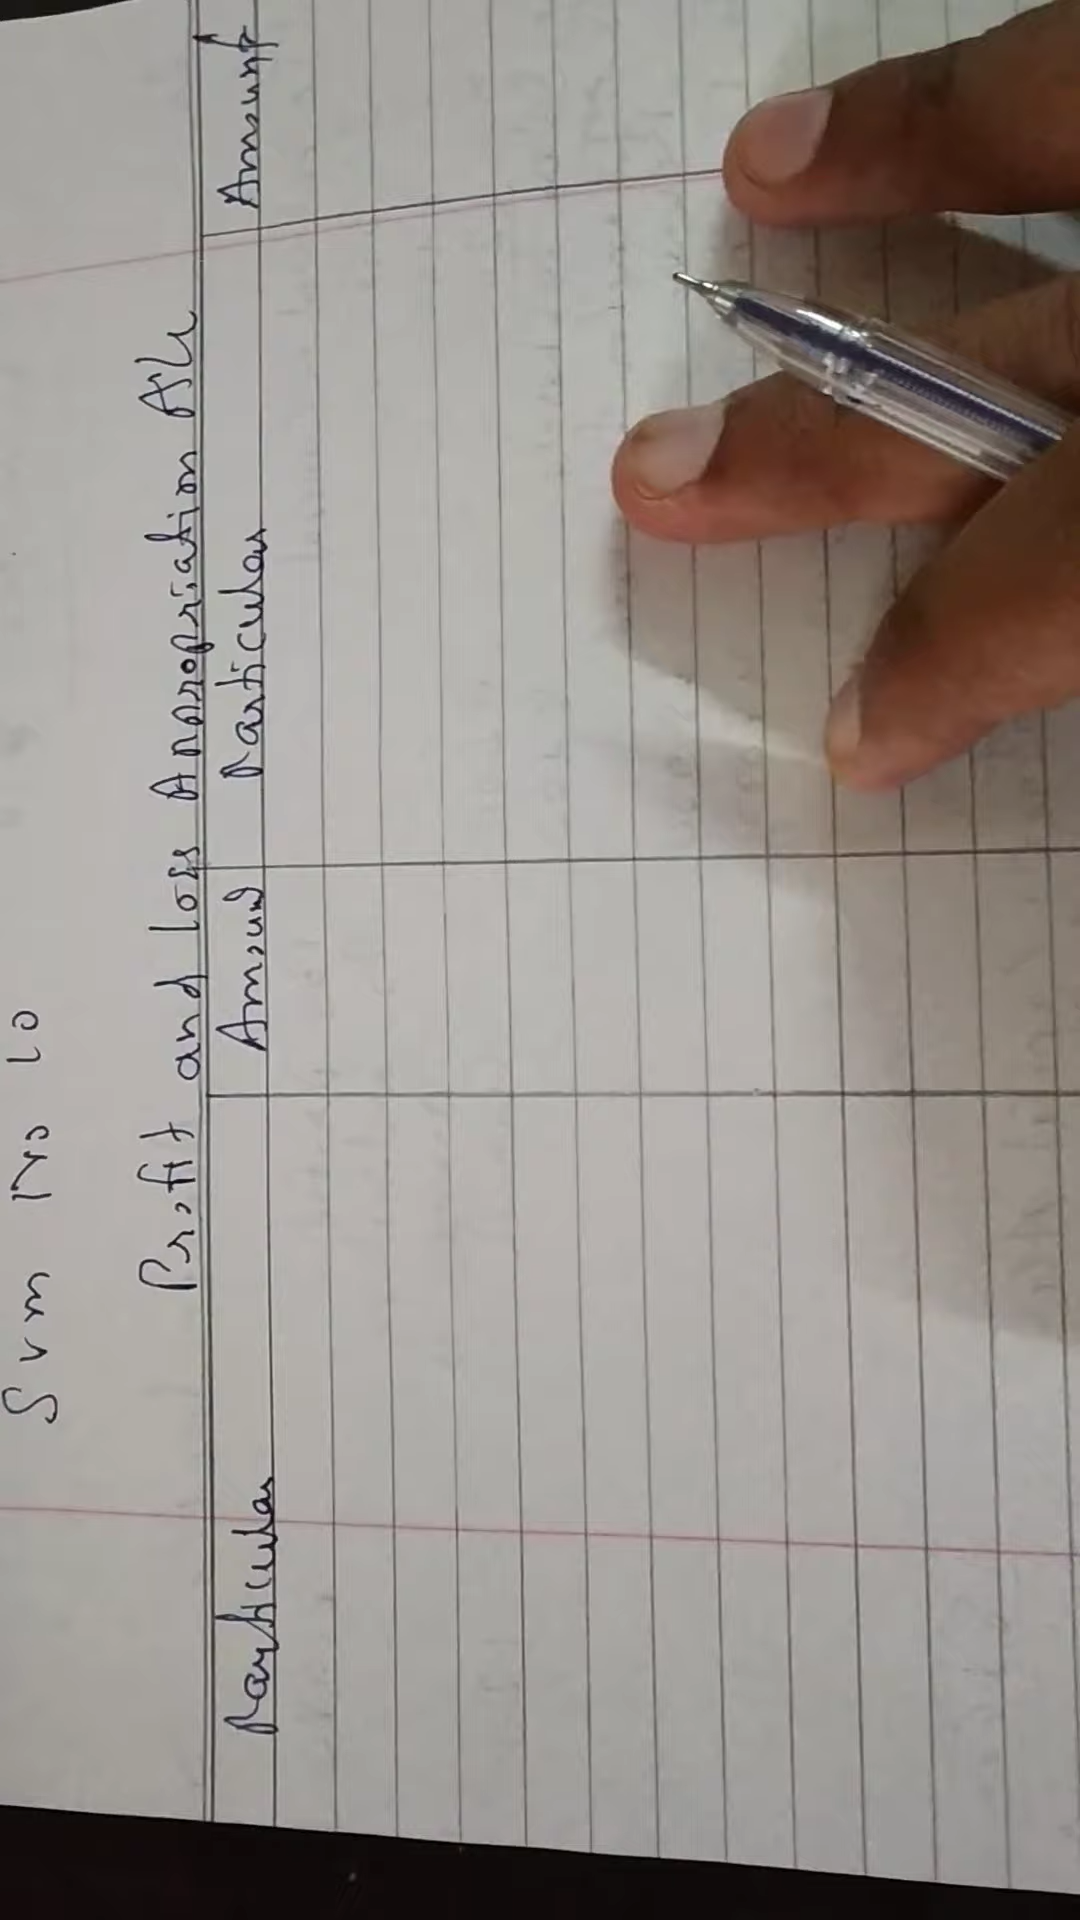 Sum No 10
Profit and Loss Appropriation A/c
Particular Amount Particular Amount